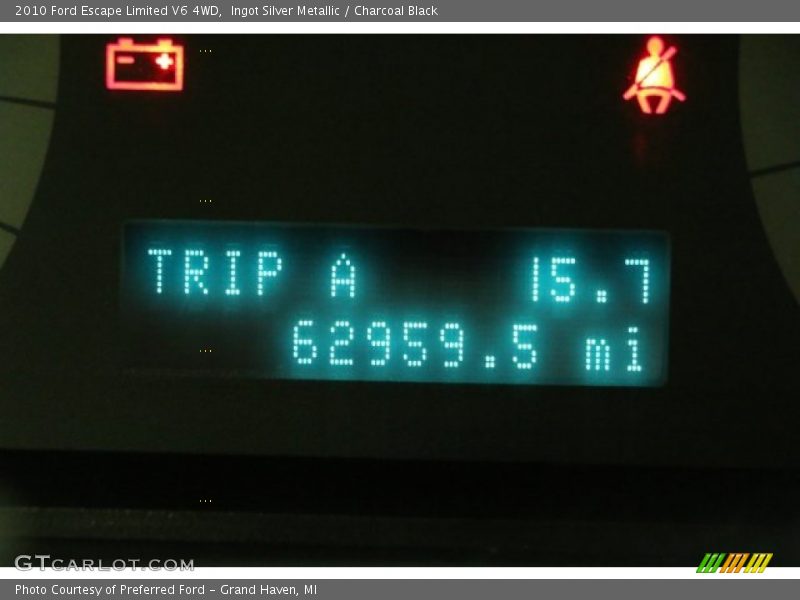 2010 Ford Escape Limited V6 4WD,  Ingot Silver Metallic / Charcoal Black
TRIP A 15.7
62959.5 mi
GTCARLOT.COM
Photo Courtesy of Preferred Ford – Grand Haven, MI